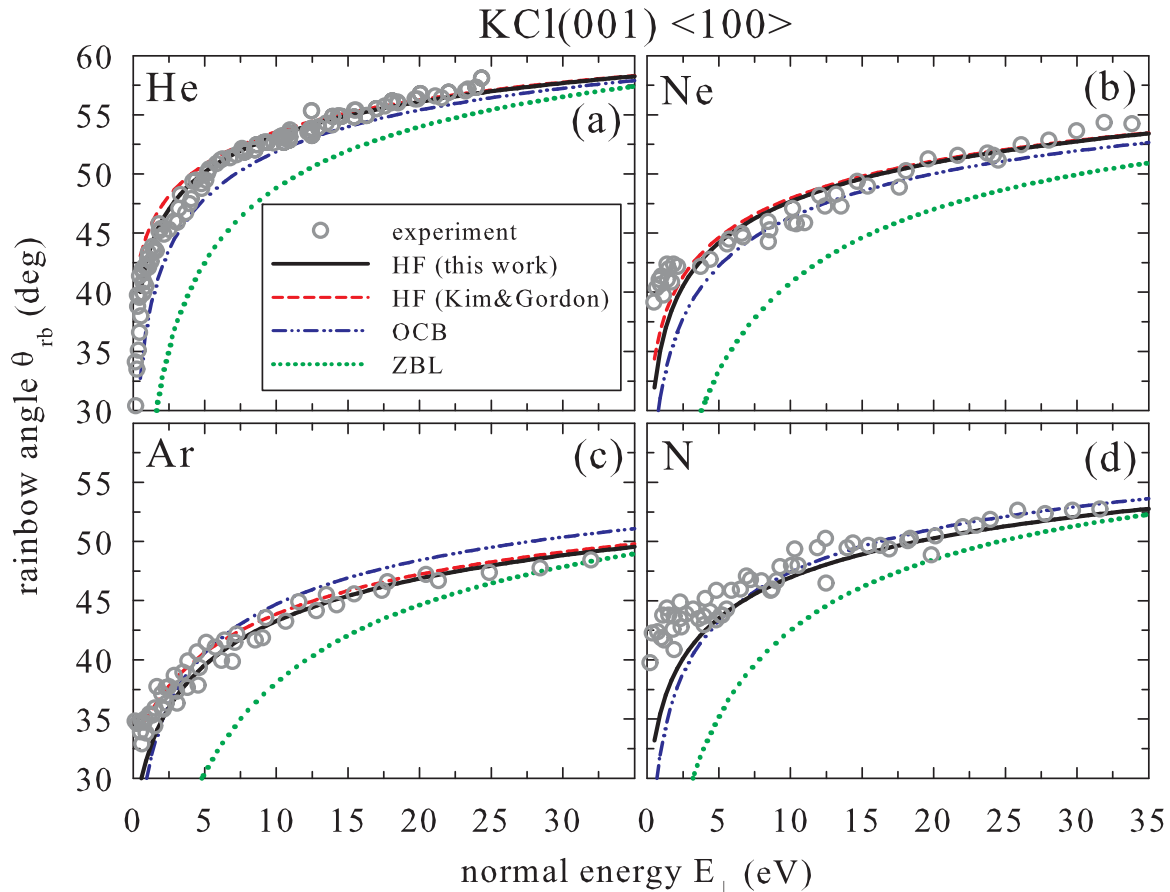 KCl(001) <100>
60
55
50
45
40
35
30
He
(a)
experiment
HF (this work)
HF (Kim&Gordon)
OCB
ZBL
Ne
(b)
rainbow angle θrb (deg)
55
50
45
40
35
30
Ar
(c)
N
(d)
0 5 10 15 20 25 30
0 5 10 15 20 25 30 35
normal energy E⊥ (eV)